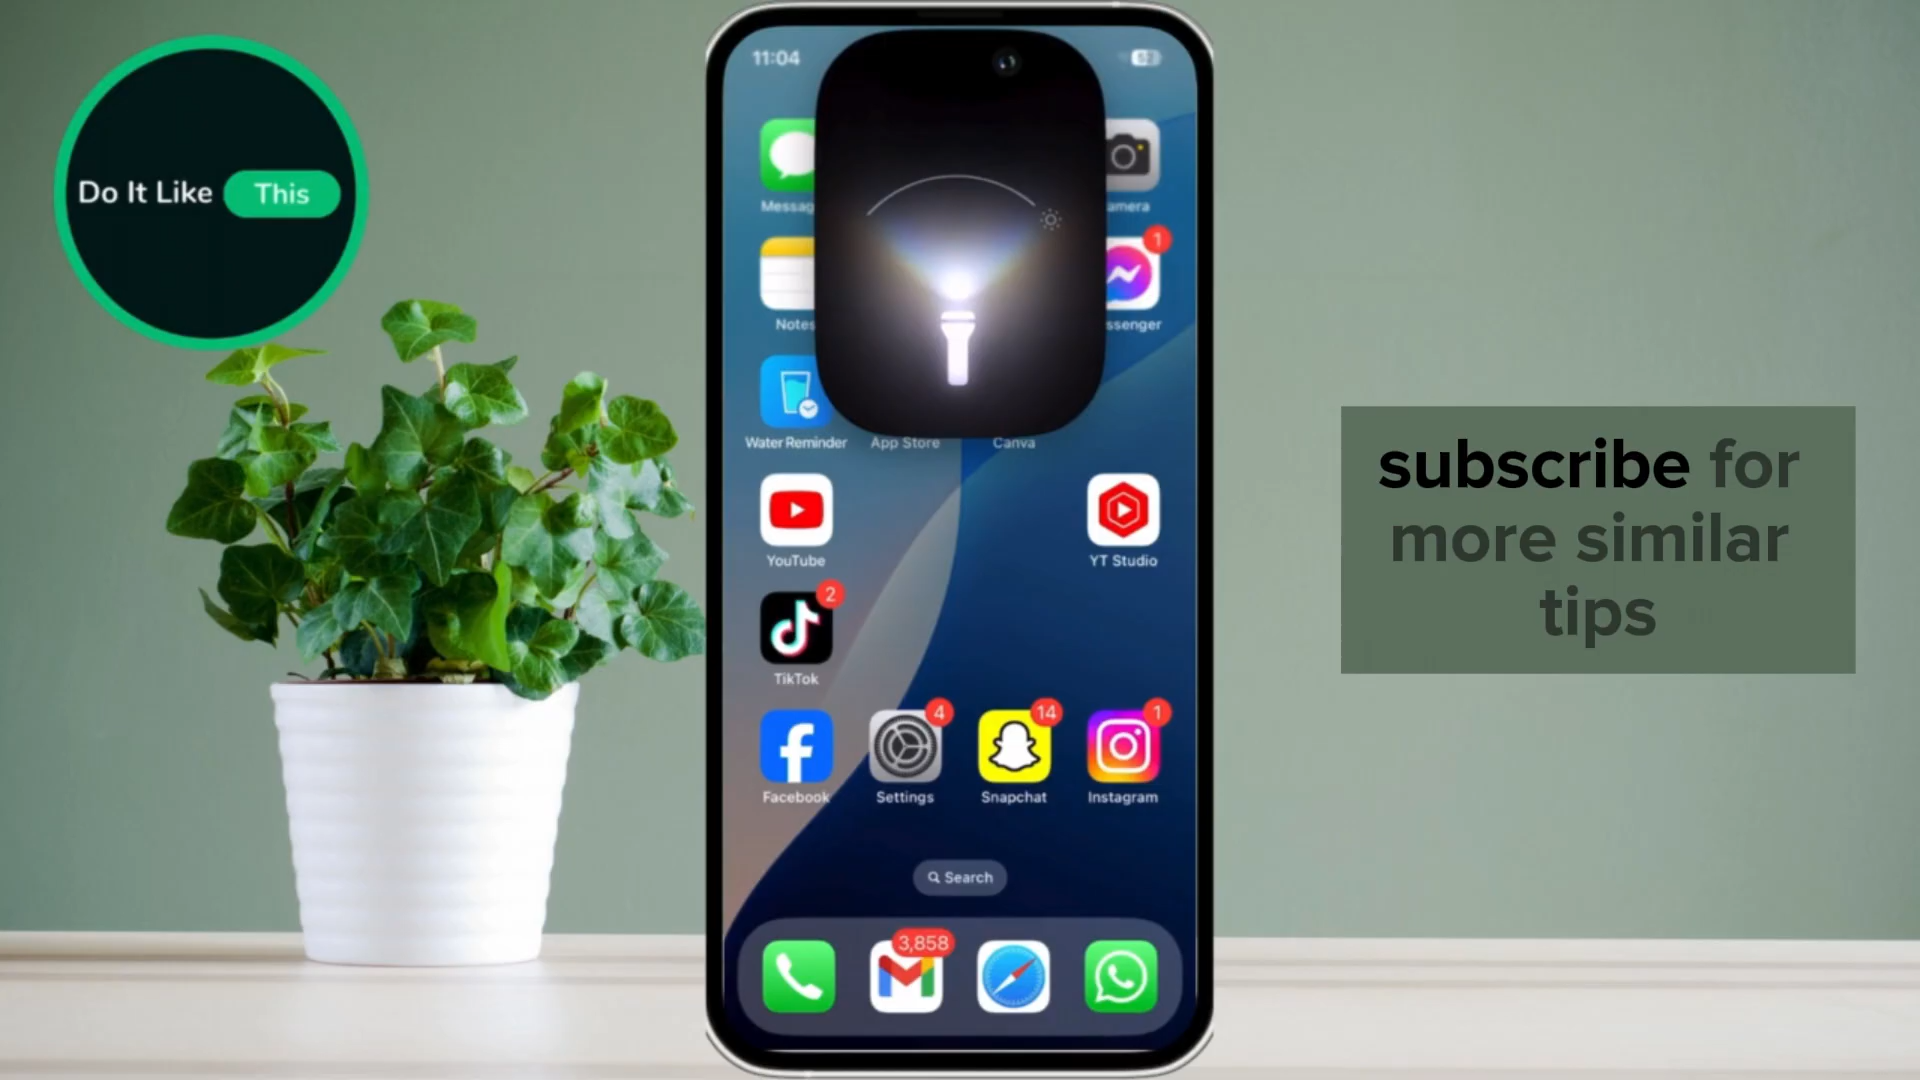 Do It Like This
11:04
62
Messag
amera
1
Notes
ssenger
Water Reminder
App Store
Canva
YouTube
YT Studio
2
TikTok
4
14
1
Facebook
Settings
Snapchat
Instagram
Search
3,858
subscribe for
more similar
tips